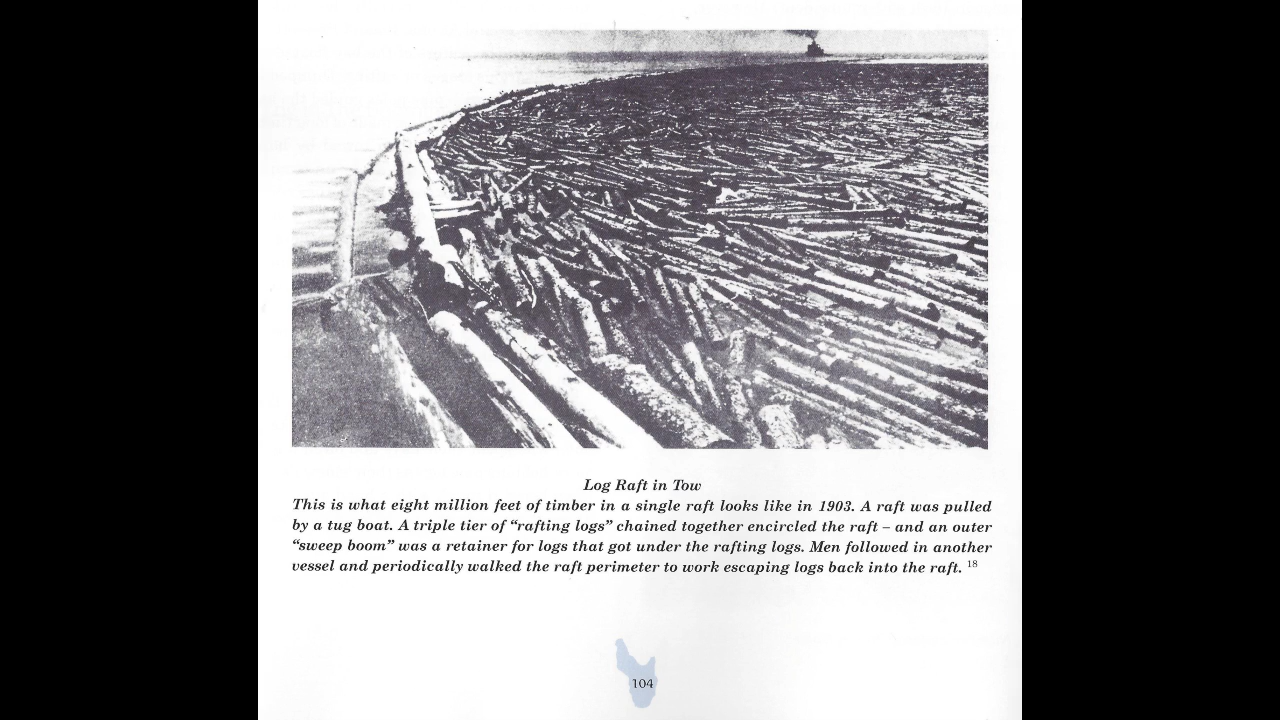 Log Raft in Tow
This is what eight million feet of timber in a single raft looks like in 1903. A raft was pulled
by a tug boat. A triple tier of “rafting logs” chained together encircled the raft – and an outer
“sweep boom” was a retainer for logs that got under the rafting logs. Men followed in another
vessel and periodically walked the raft perimeter to work escaping logs back into the raft. 18
104